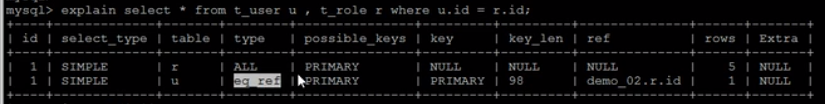 mysql> explain select * from t_user u , t_role r where u.id = r.id;
| id | select_type | table | type | possible_keys | key | key_len | ref | rows | Extra |
| 1 | SIMPLE | r | ALL | PRIMARY | NULL | NULL | NULL | 5 | NULL |
| 1 | SIMPLE | u | eq_ref | PRIMARY | PRIMARY | 98 | demo_02.r.id | 1 | NULL |